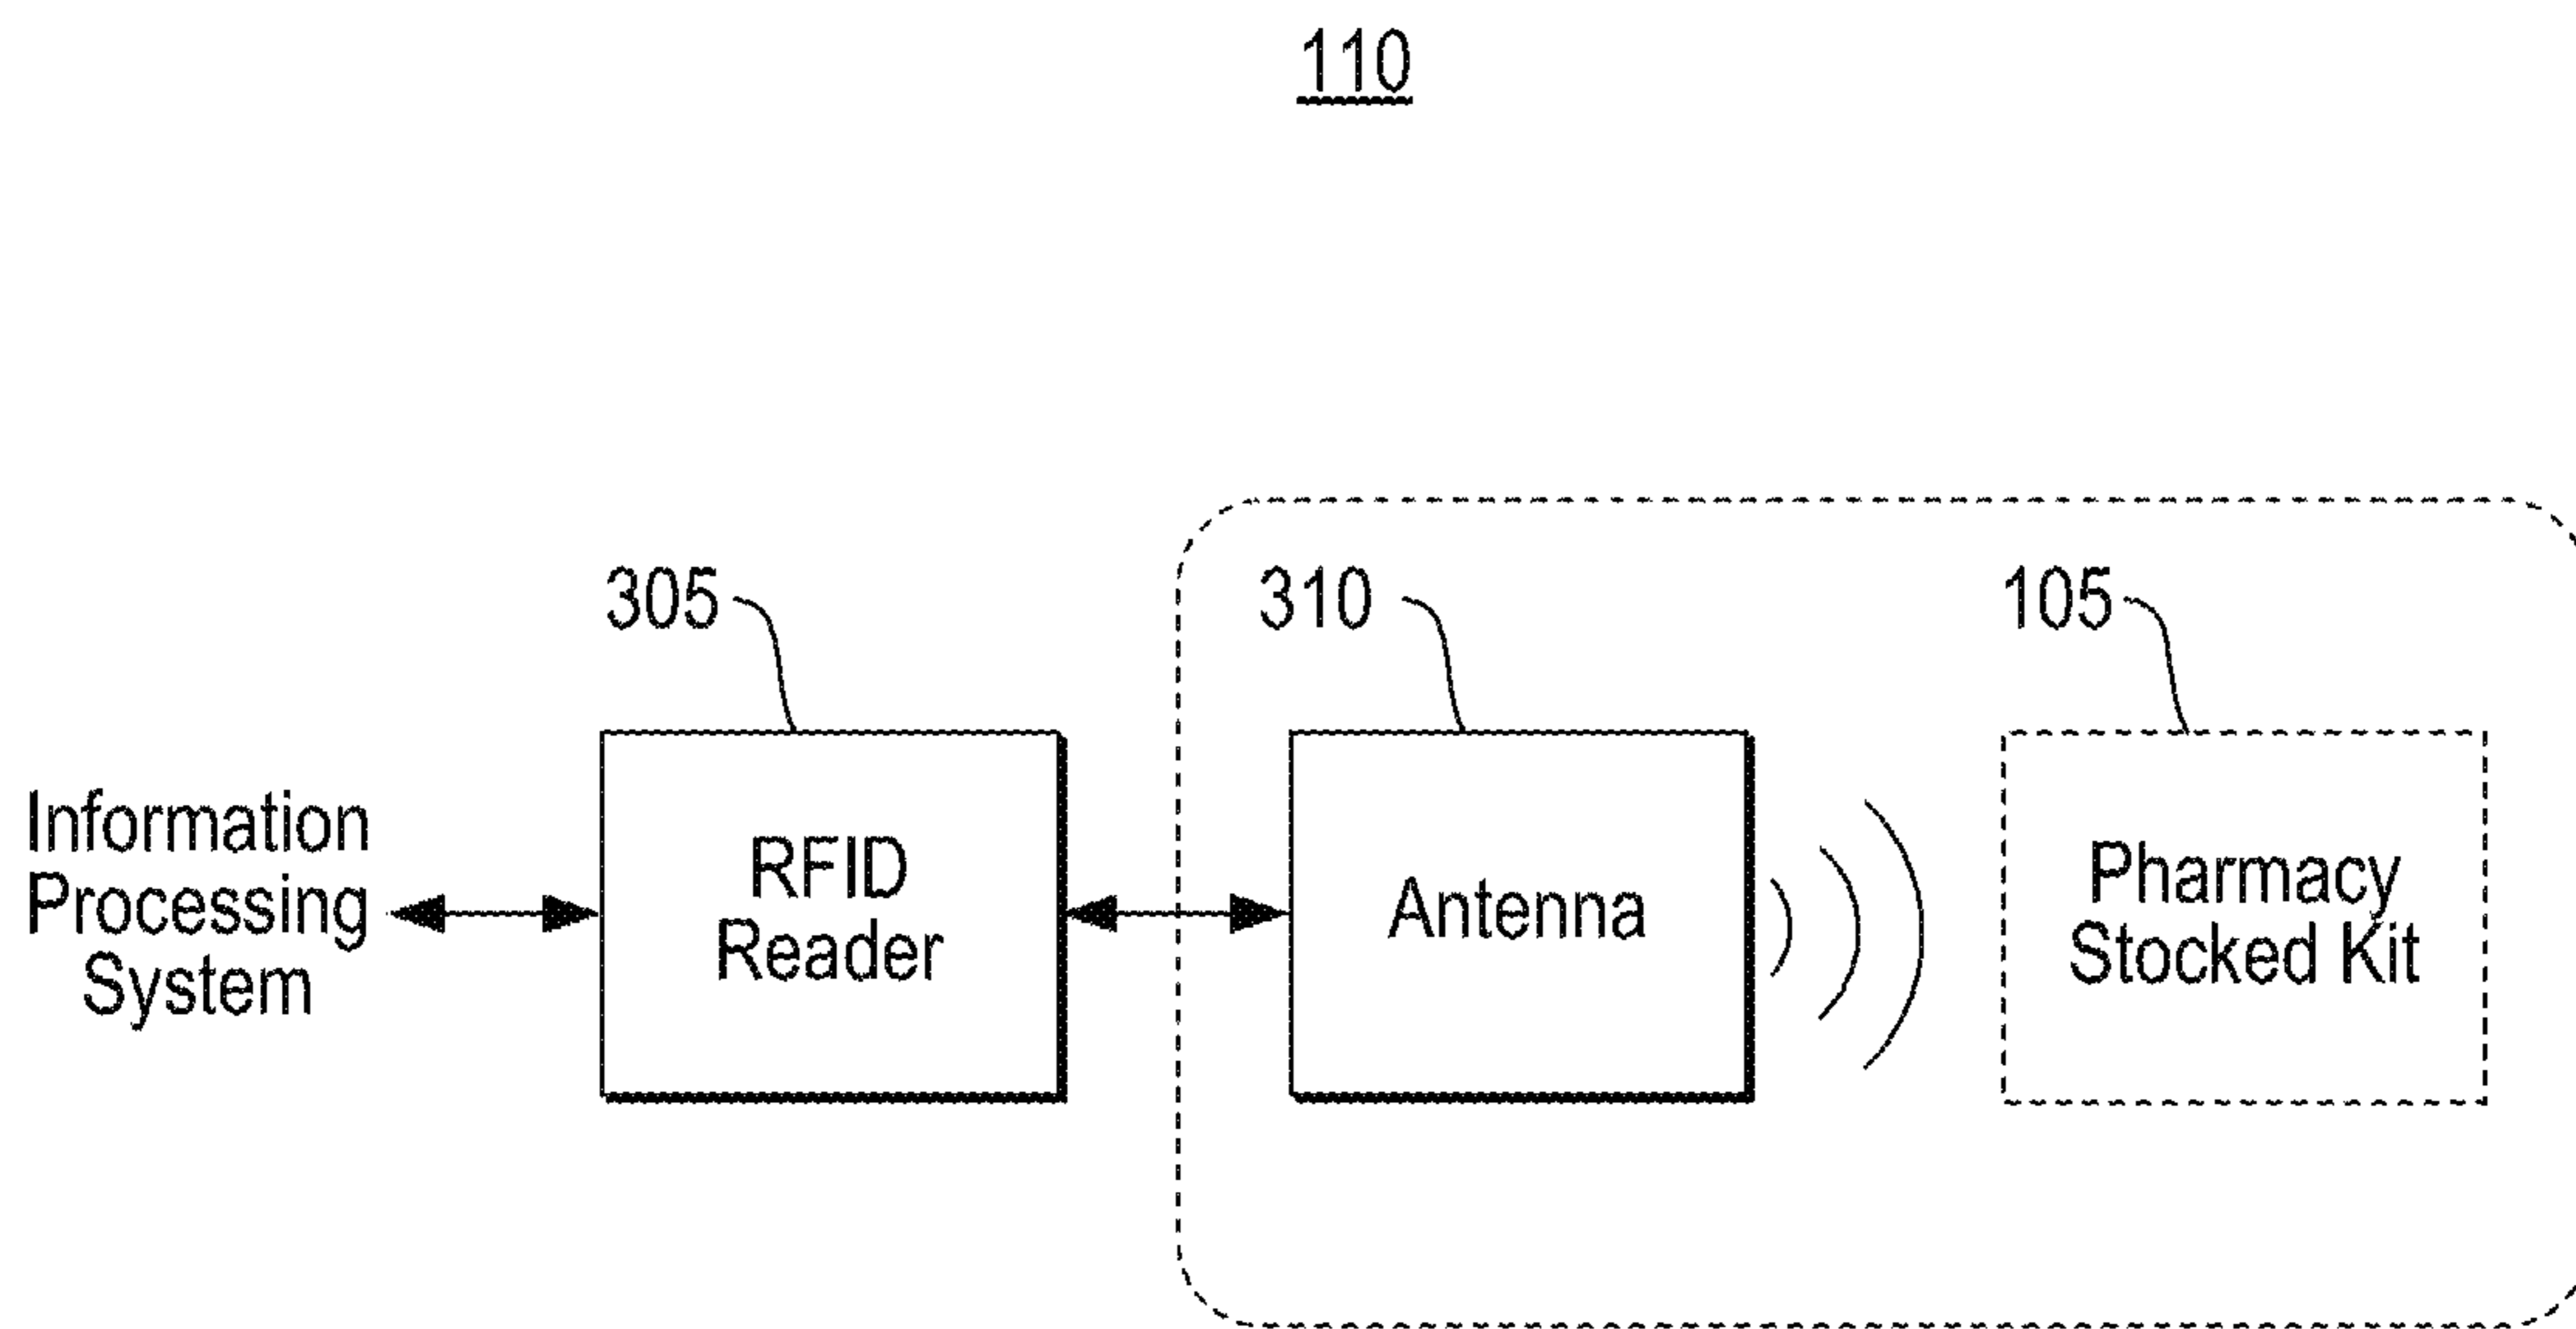 110
305
310
105
Information
Processing
System
RFID
Reader
Antenna
Pharmacy
Stocked Kit